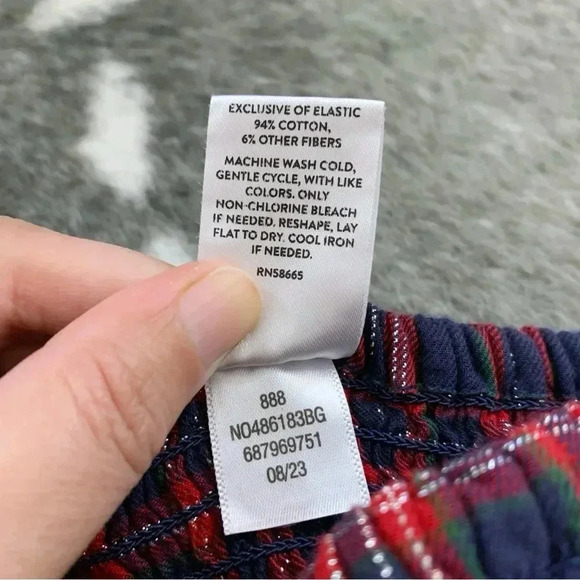 EXCLUSIVE OF ELASTIC
94% COTTON,
6% OTHER FIBERS
MACHINE WASH COLD,
GENTLE CYCLE, WITH LIKE
COLORS. ONLY
NON-CHLORINE BLEACH
IF NEEDED. RESHAPE, LAY
FLAT TO DRY. COOL IRON
IF NEEDED.
RN58665
888
NO486183BG
687969751
08/23